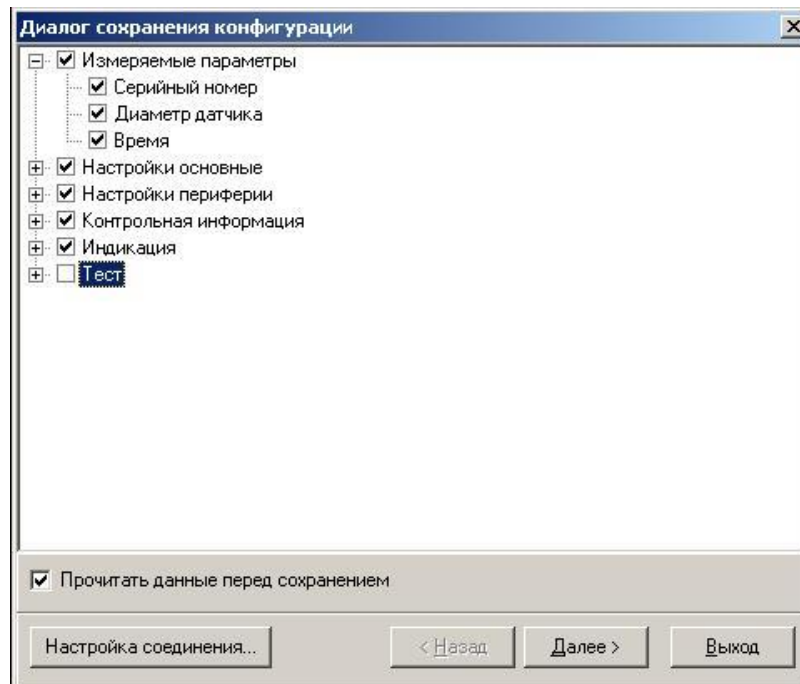 Диалог сохранения конфигурации
Измеряемые параметры
Серийный номер
Диаметр датчика
Время
Настройки основные
Настройки периферии
Контрольная информация
Индикация
Тест
Прочитать данные перед сохранением
Настройка соединения... < Назад Далее > Выход